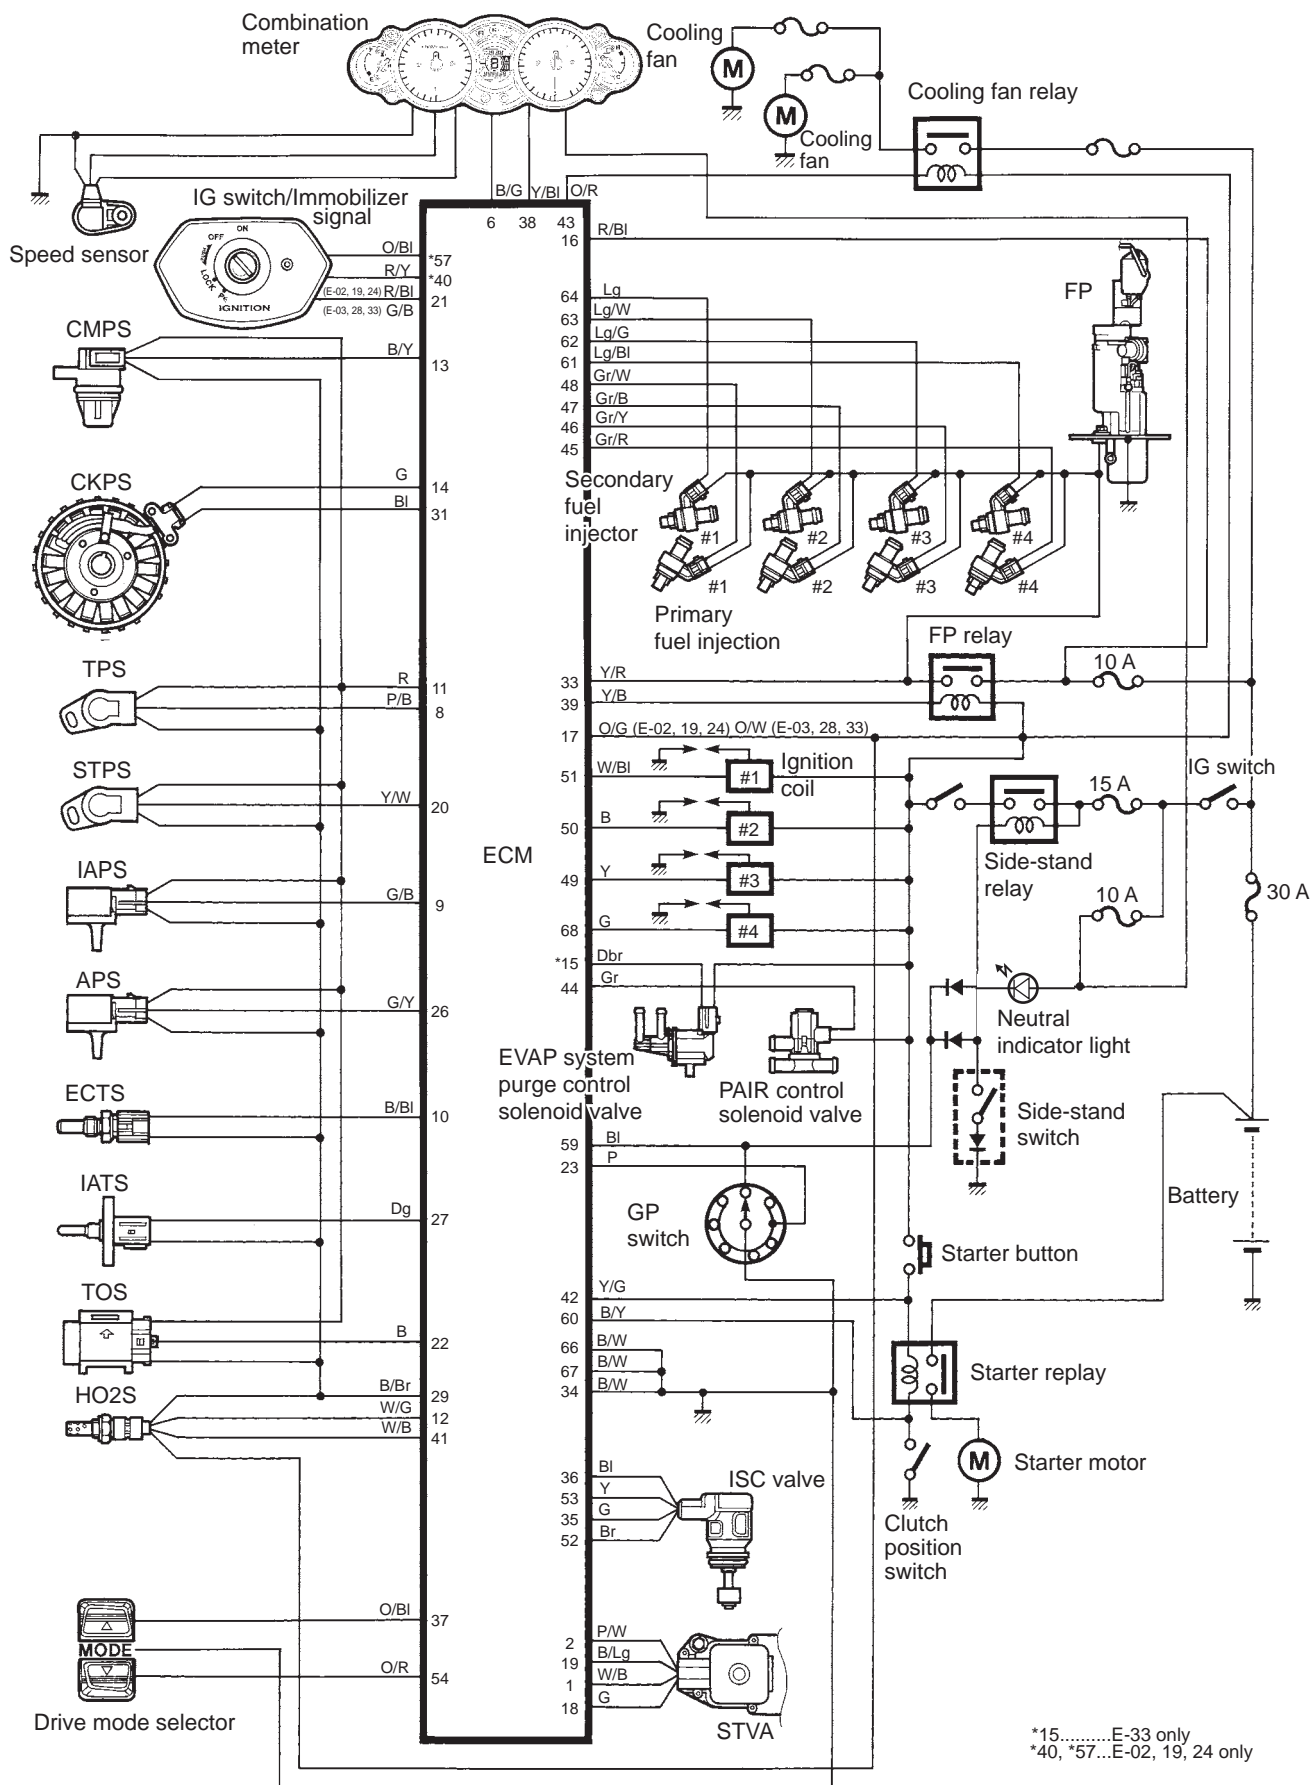 Combination
meter
Cooling
fan
M
M
Cooling
fan
Cooling fan relay
8
B/G
Y/Bl
O/R
6
38
43
Speed sensor
IG switch/Immobilizer
signal
ON
OFF
PUSH
LOCK
IGNITION
O/Bl
*57
R/Y
*40
(E-02, 19, 24) R/Bl
21
(E-03, 28, 33) G/B
CMPS
B/Y
13
CKPS
G
14
Bl
31
TPS
R
11
P/B
8
STPS
Y/W
20
IAPS
G/B
9
APS
G/Y
26
ECTS
B/Bl
10
IATS
Dg
27
TOS
B
22
HO2S
B/Br
29
W/G
12
W/B
41
O/Bl
37
MODE
O/R
54
Drive mode selector
ECM
16
R/Bl
64
Lg
63
Lg/W
62
Lg/G
61
Lg/Bl
48
Gr/W
47
Gr/B
46
Gr/Y
45
Gr/R
FP
Secondary
fuel
injector
#1
#2
#3
#4
#1
#2
#3
#4
Primary
fuel injection
FP relay
10 A
33
Y/R
39
Y/B
17
O/G (E-02, 19, 24) O/W (E-03, 28, 33)
51
W/Bl
#1
Ignition
coil
50
B
#2
49
Y
#3
68
G
#4
IG switch
15 A
Side-stand
relay
10 A
30 A
*15
Dbr
44
Gr
EVAP system
purge control
solenoid valve
PAIR control
solenoid valve
Neutral
indicator light
Side-stand
switch
59
Bl
23
P
GP
switch
Battery
Starter button
42
Y/G
60
B/Y
66
B/W
67
B/W
34
B/W
Starter replay
M
Starter motor
Clutch
position
switch
36
Bl
53
Y
35
G
52
Br
ISC valve
2
P/W
19
B/Lg
1
W/B
18
G
STVA
*15..........E-33 only
*40, *57...E-02, 19, 24 only